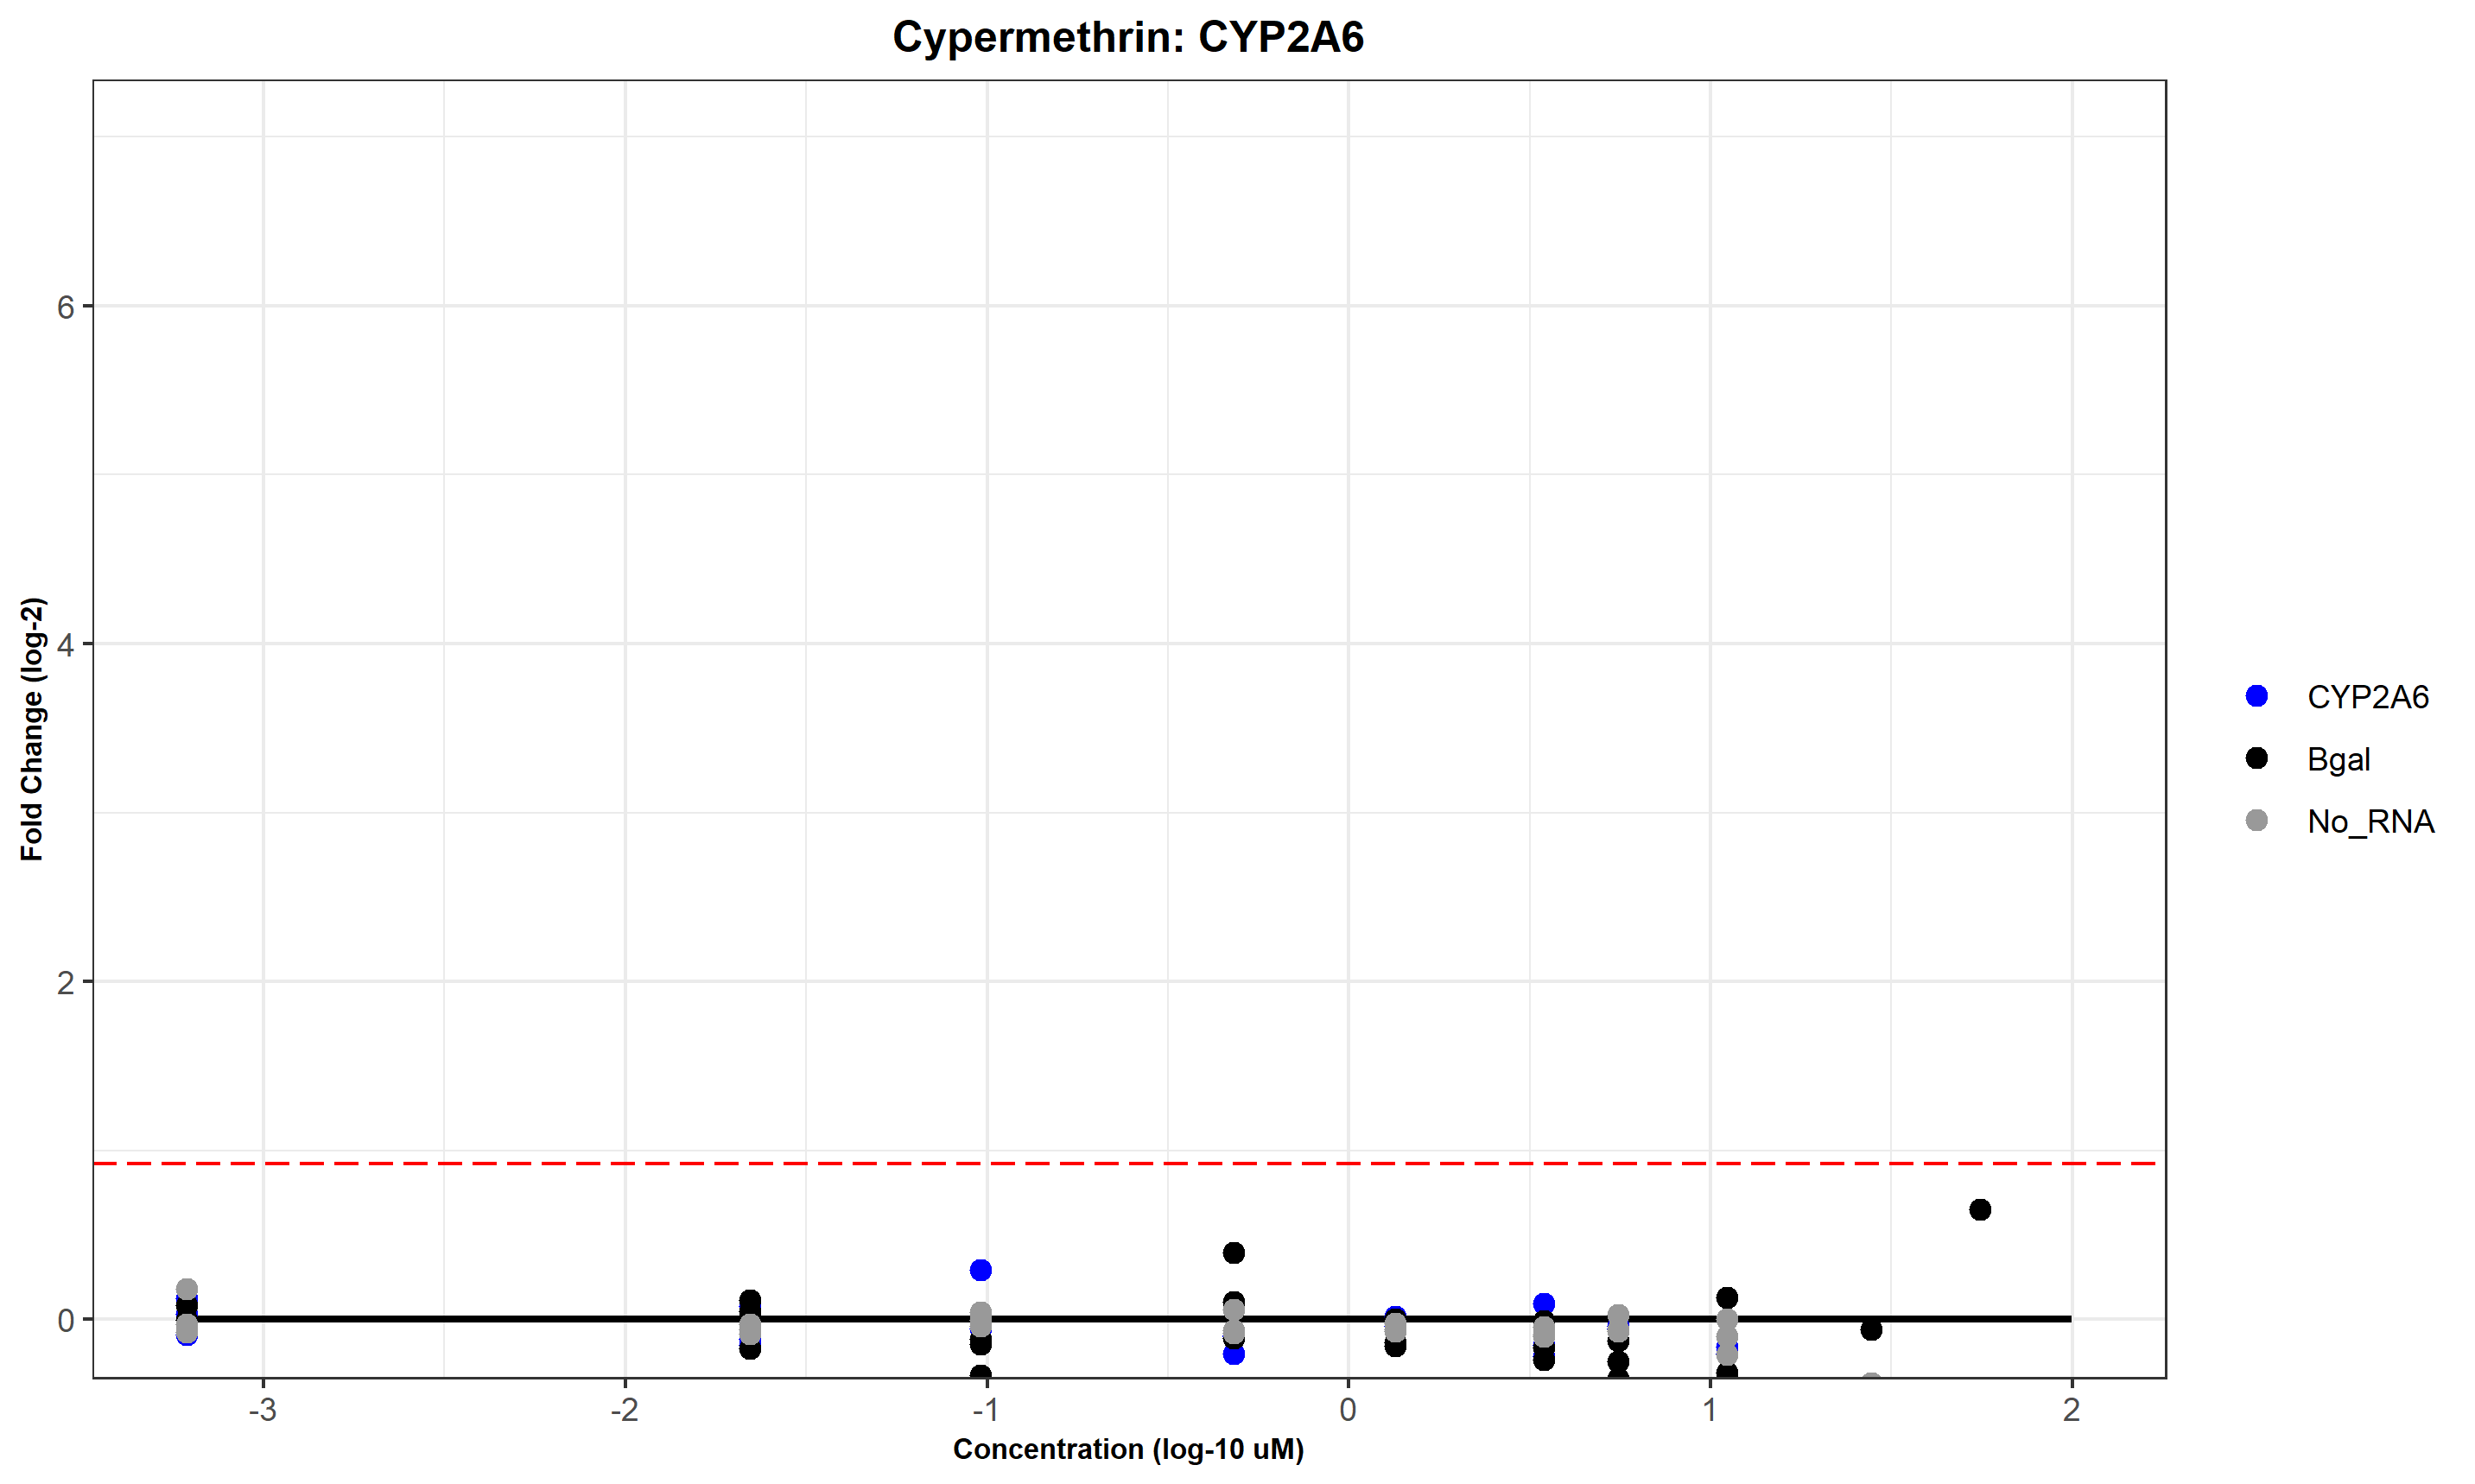 Cypermethrin: CYP2A6
Fold Change (log-2)
6
4
2
0
-3
-2
-1
0
1
2
Concentration (log-10 uM)
CYP2A6
Bgal
No_RNA